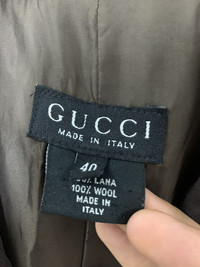 GUCCI
MADE IN ITALY
40
100% LANA
100% WOOL
MADE IN
ITALY